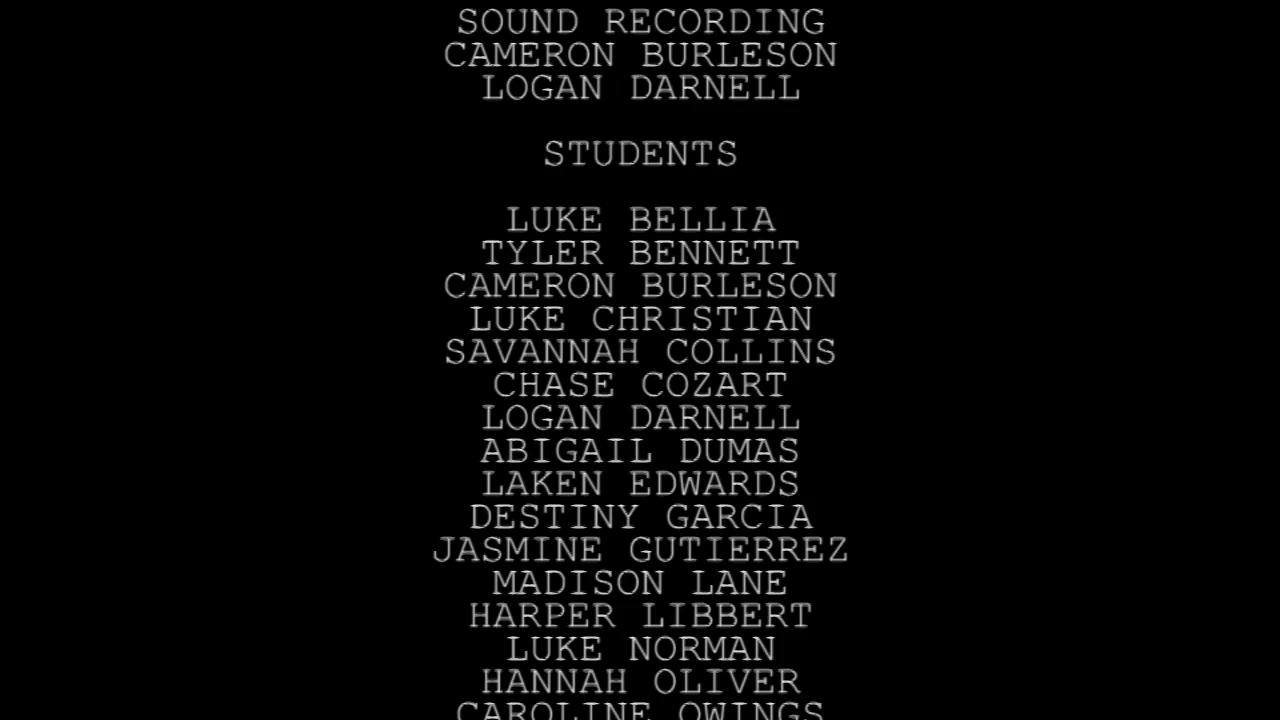 SOUND RECORDING
CAMERON BURLESON
LOGAN DARNELL
STUDENTS
LUKE BELLIA
TYLER BENNETT
CAMERON BURLESON
LUKE CHRISTIAN
SAVANNAH COLLINS
CHASE COZART
LOGAN DARNELL
ABIGAIL DUMAS
LAKEN EDWARDS
DESTINY GARCIA
JASMINE GUTIERREZ
MADISON LANE
HARPER LIBBERT
LUKE NORMAN
HANNAH OLIVER
CAROLINE OWINGS